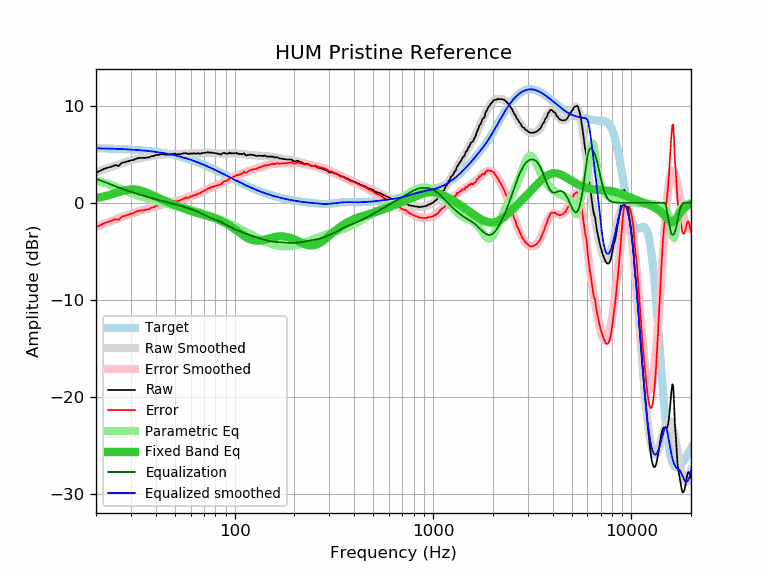 HUM Pristine Reference
10
0
−10
−20
−30
Amplitude (dBr)
Target
Raw Smoothed
Error Smoothed
Raw
Error
Parametric Eq
Fixed Band Eq
Equalization
Equalized smoothed
100
1000
10000
Frequency (Hz)